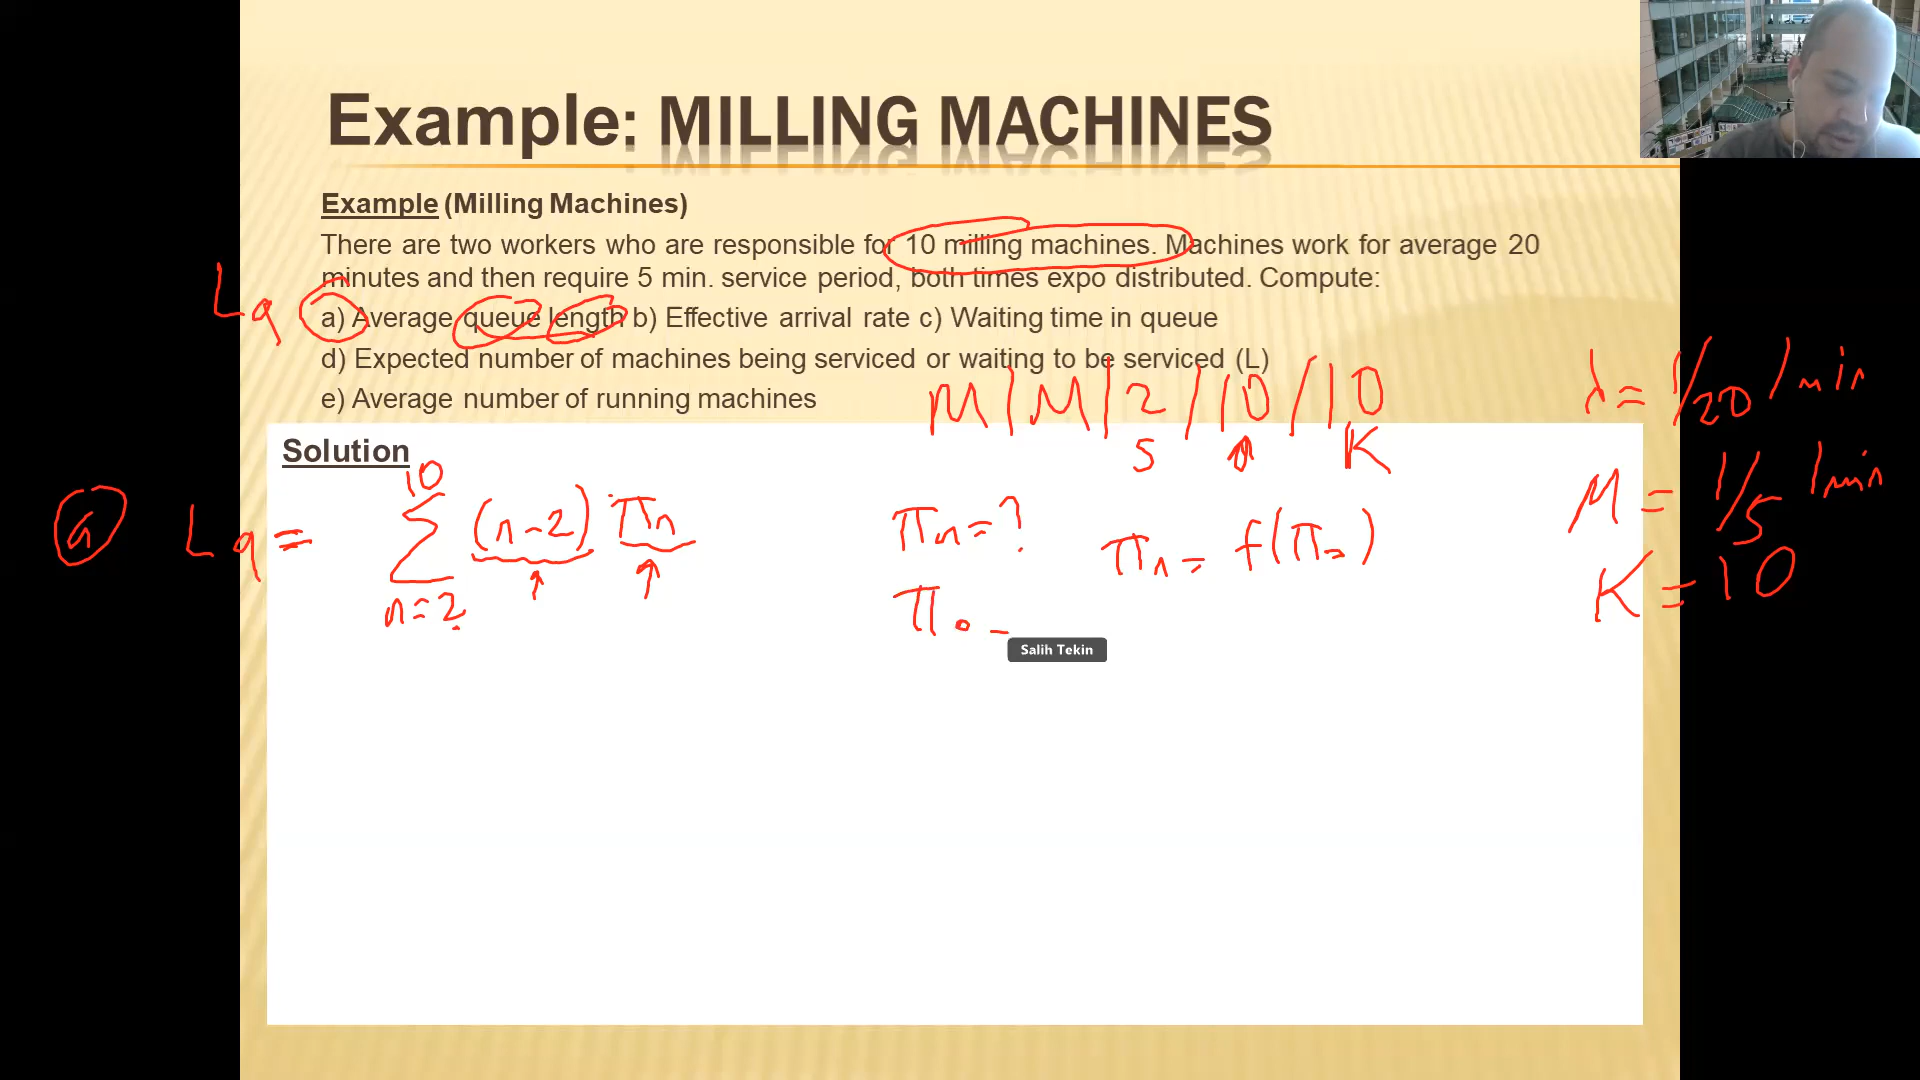 Example: MILLING MACHINES
Example (Milling Machines)
There are two workers who are responsible for 10 milling machines. Machines work for average 20
minutes and then require 5 min. service period, both times expo distributed. Compute:
Lq
a) Average queue length b) Effective arrival rate c) Waiting time in queue
d) Expected number of machines being serviced or waiting to be serviced (L)
e) Average number of running machines
M/M/2/10/10
S K
λ = 1/20 /min
μ = 1/5 /min
K = 10
Solution
a Lq = 10 Σ n=2 (n-2) πn
πn = ?
πn = f(π0)
π0 =
Salih Tekin